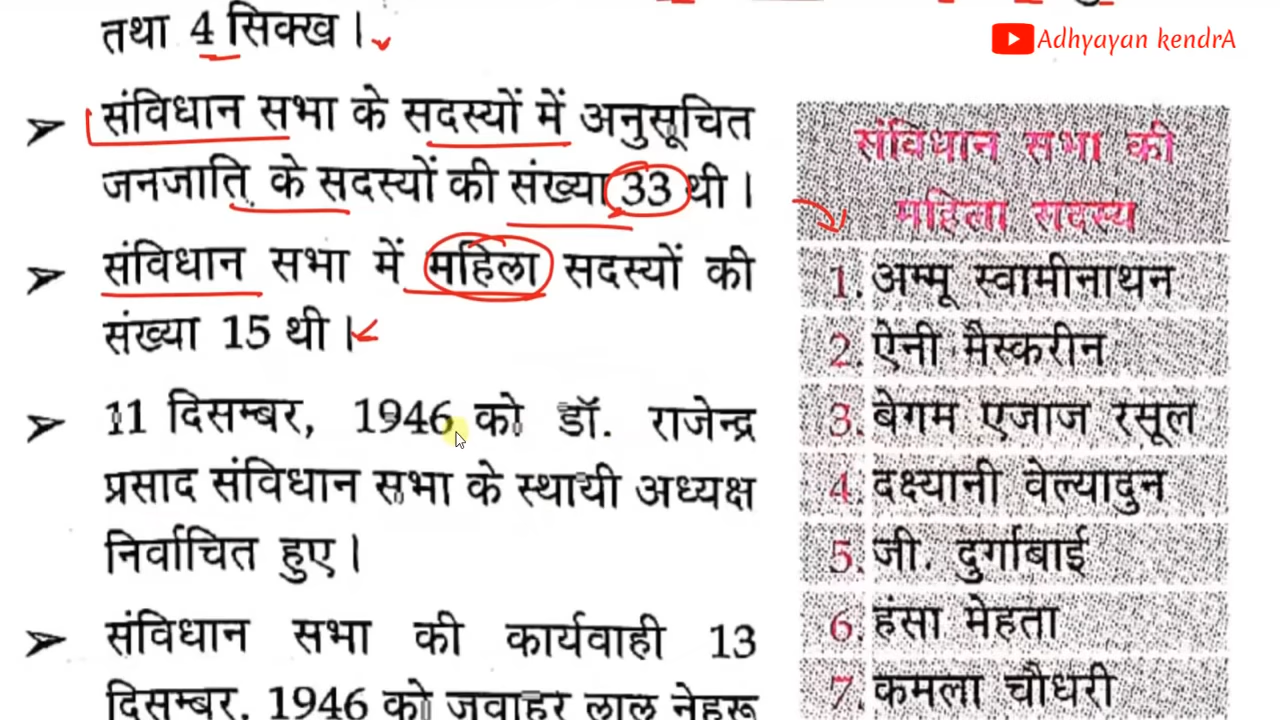 Adhyayan kendrA
तथा 4 सिक्ख।
➤ संविधान सभा के सदस्यों में अनुसूचित
जनजाति के सदस्यों की संख्या 33 थी।
➤ संविधान सभा में महिला सदस्यों की
संख्या 15 थी।
➤ 11 दिसम्बर, 1946 को डॉ. राजेन्द्र
प्रसाद संविधान सभा के स्थायी अध्यक्ष
निर्वाचित हुए।
➤ संविधान सभा की कार्यवाही 13
दिसम्बर, 1946 को जवाहर लाल नेहरू
संविधान सभा की
महिला सदस्य
1. अम्मू स्वामीनाथन
2. ऐनी मैस्करीन
3. बेगम एजाज रसूल
4. दक्ष्यानी वेल्यादुन
5. जी. दुर्गाबाई
6. हंसा मेहता
7. कमला चौधरी